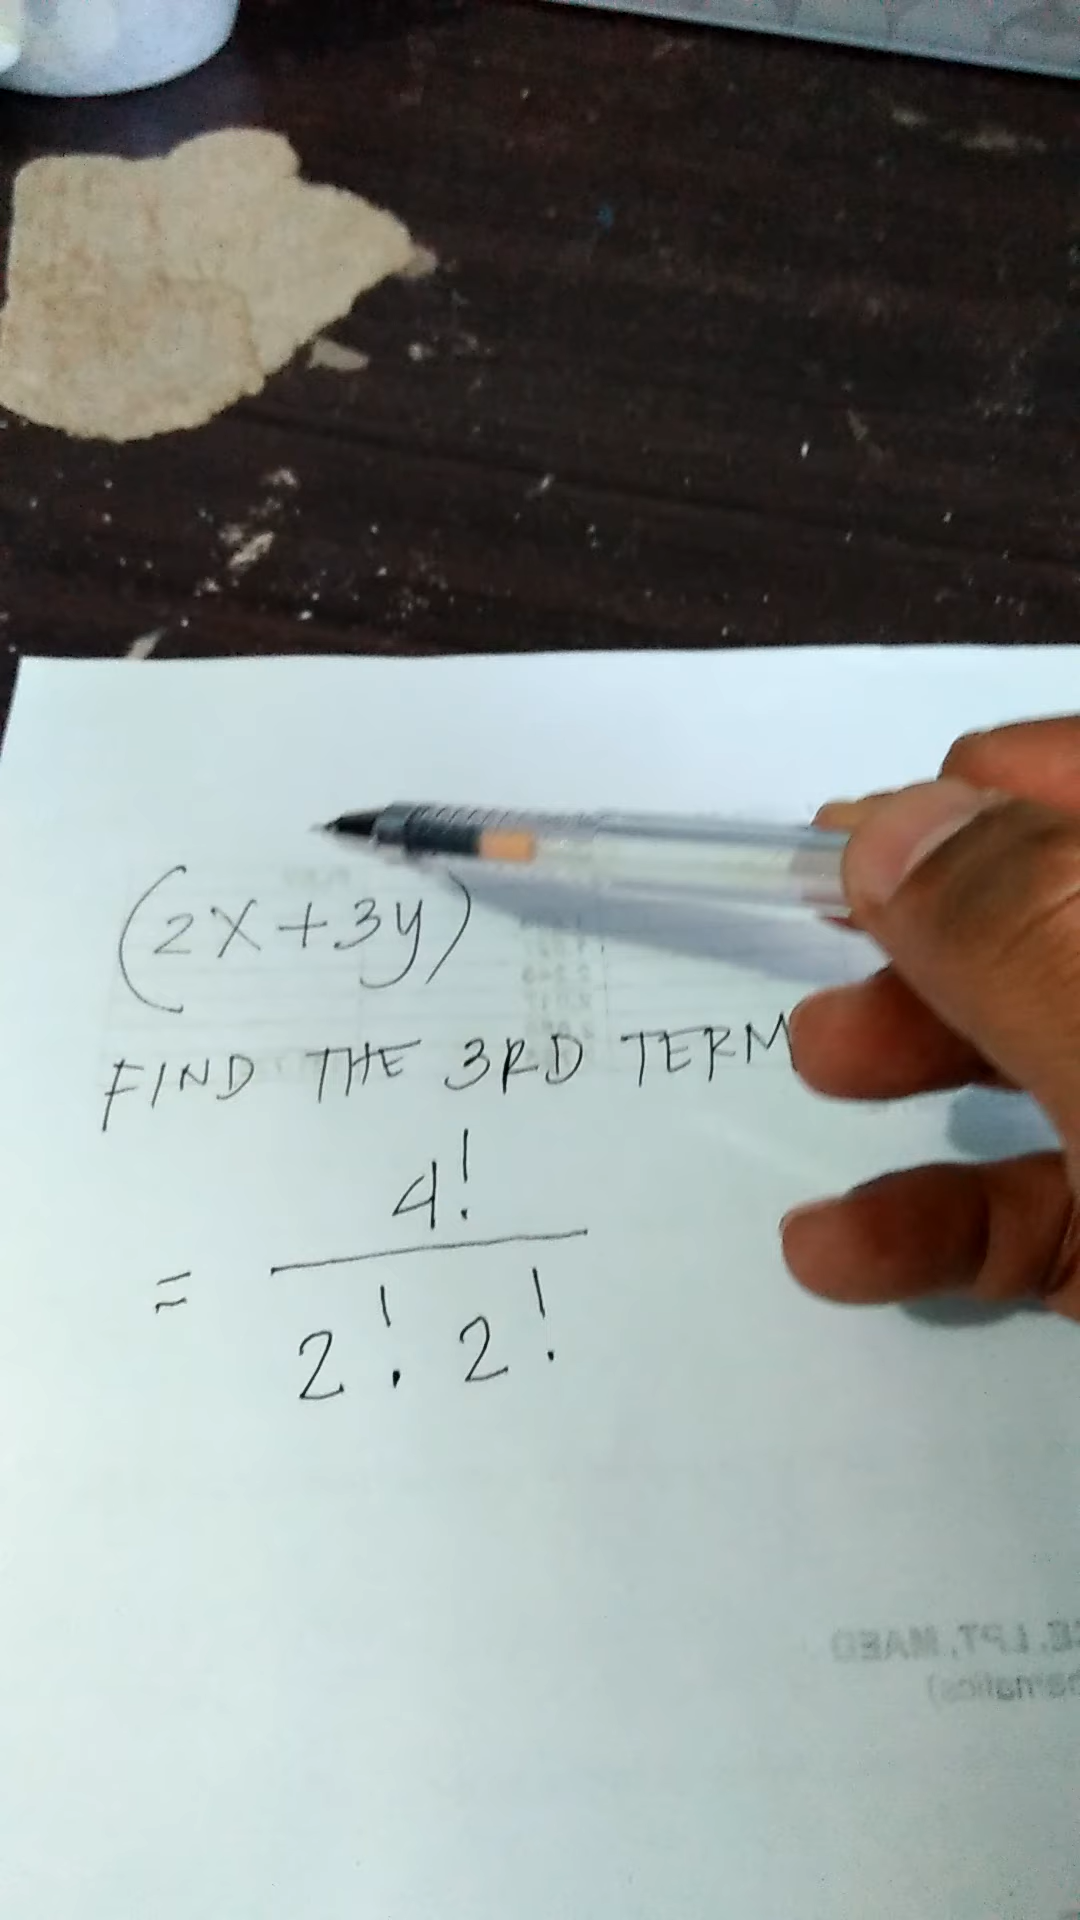 (2x+3y)
FIND THE 3RD TERM
4!
= ───
2! 2!